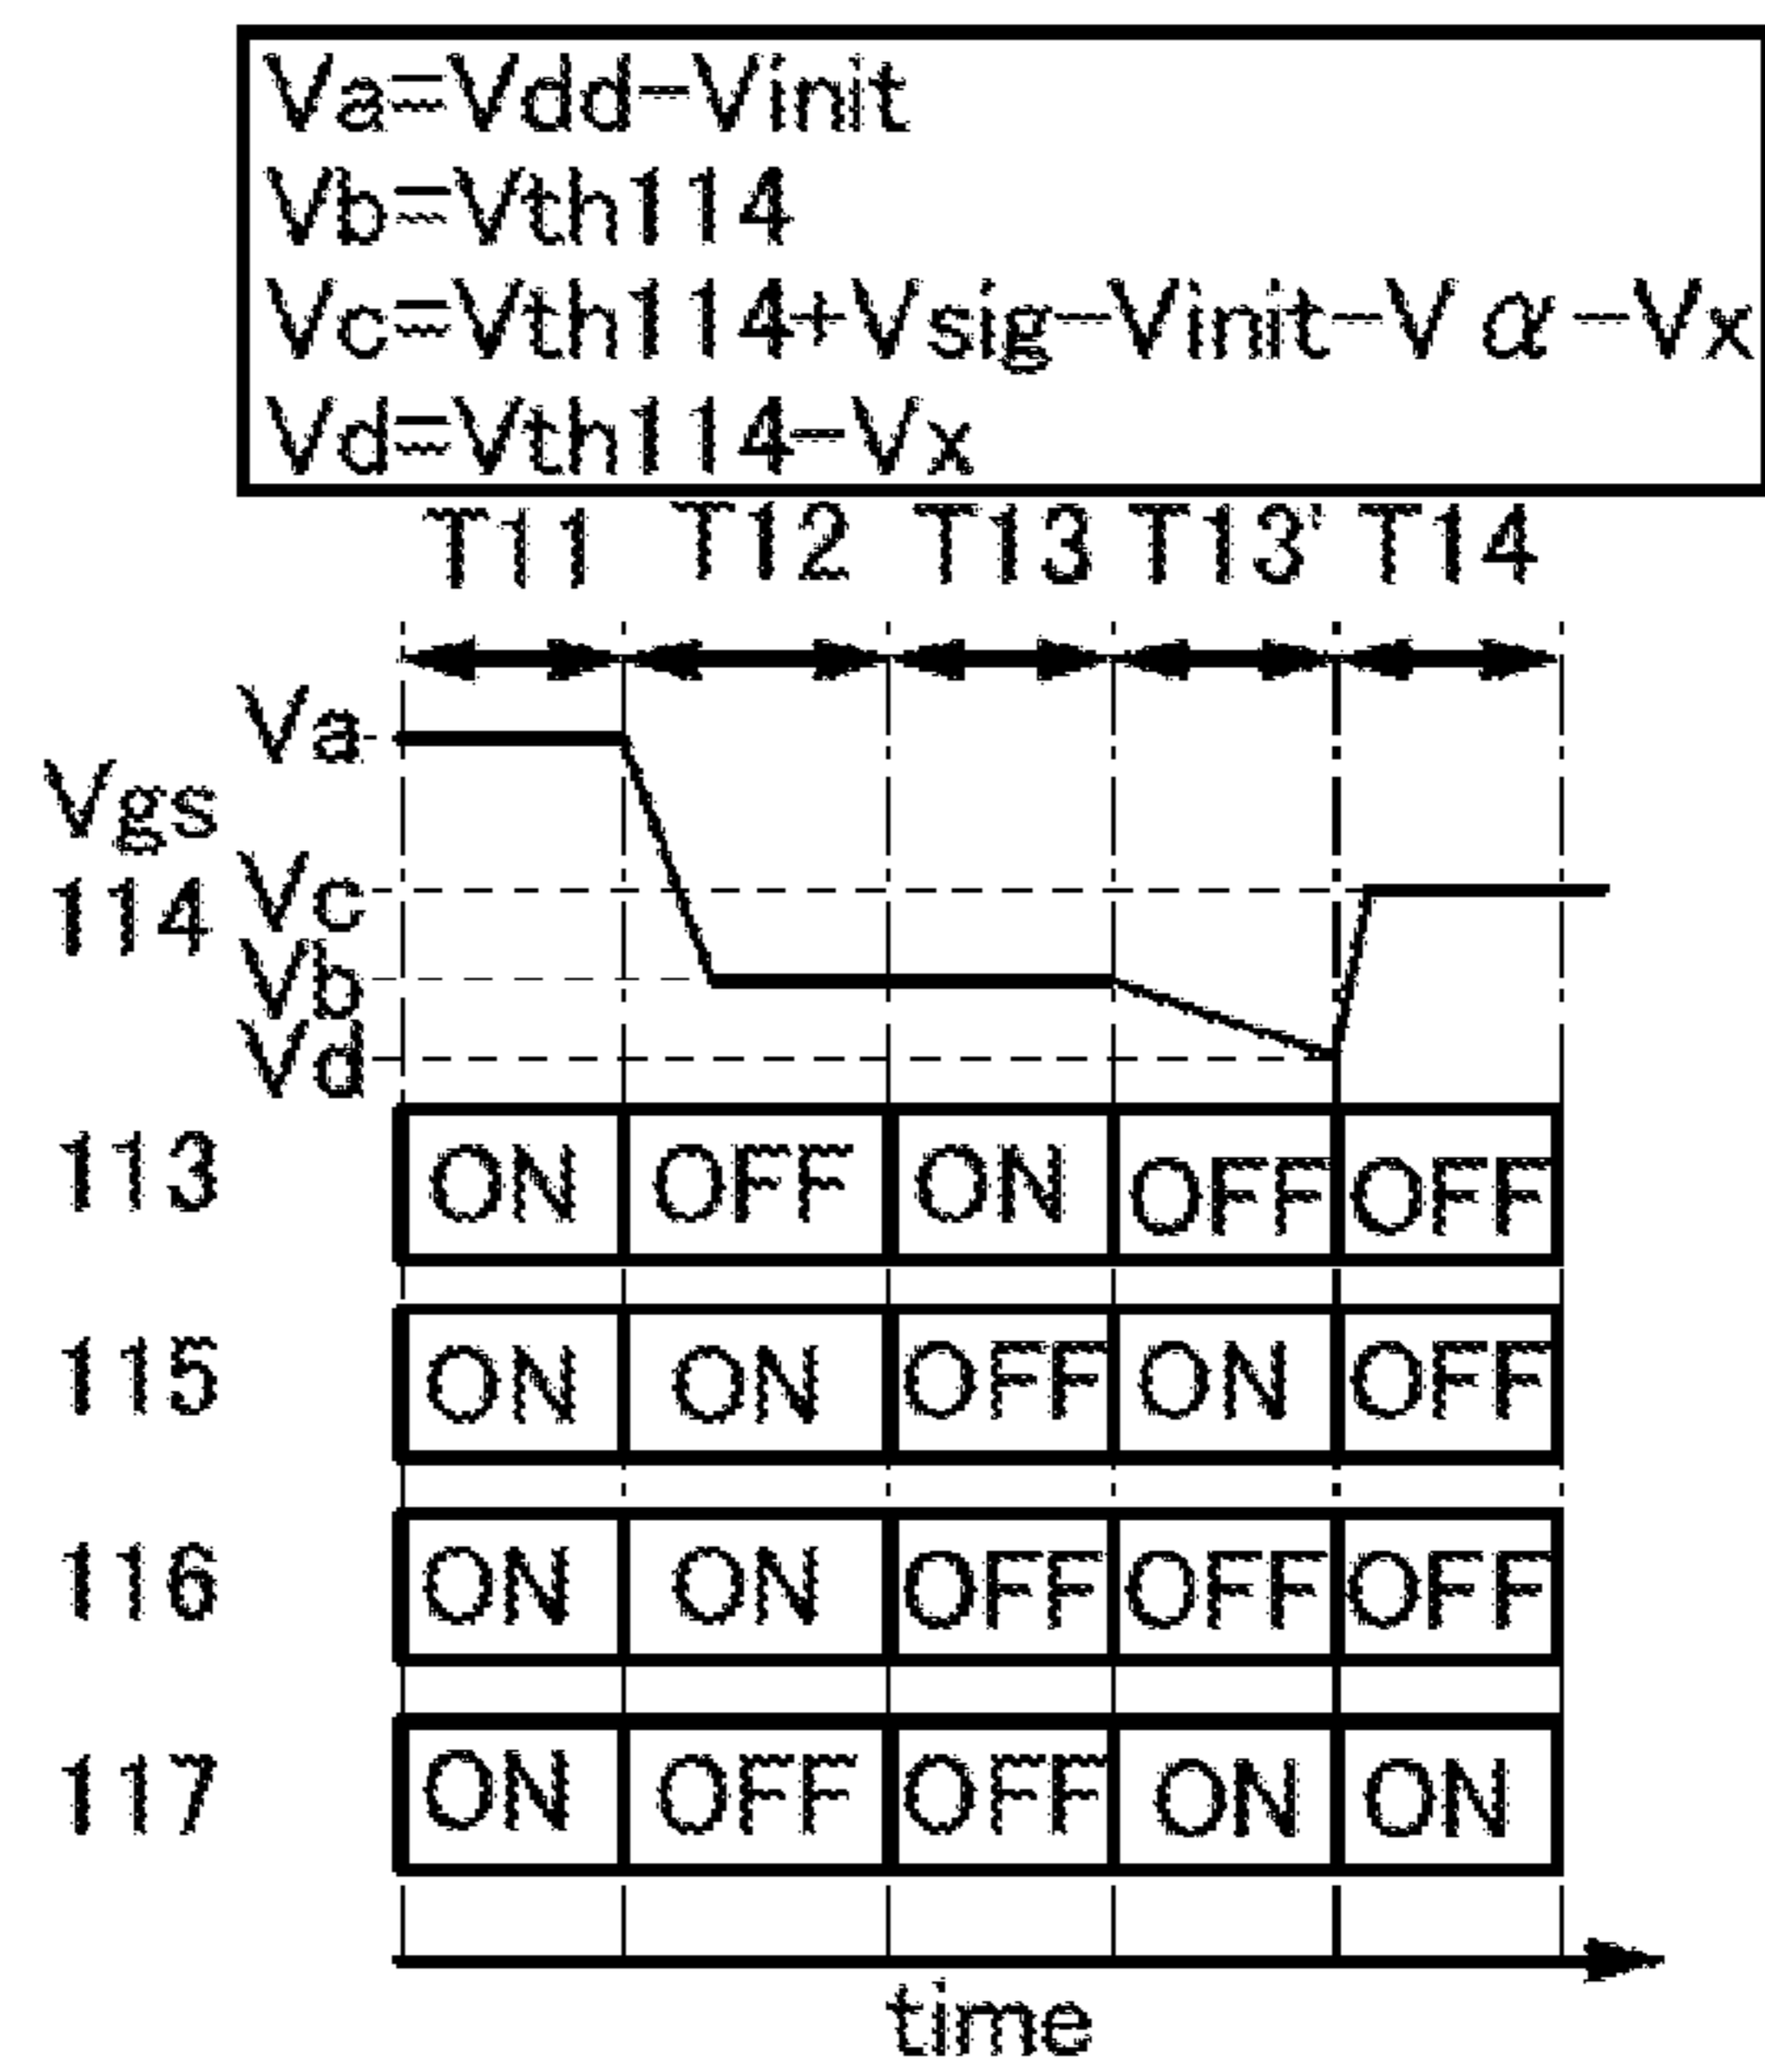 Va=Vdd-Vinit
Vb=Vth114
Vc=Vth114+Vsig-Vinit-Vα-Vx
Vd=Vth114-Vx
T11 T12 T13 T13' T14
Va
Vgs
114
Vc
Vb
Vd
113 ON OFF ON OFF OFF
115 ON ON OFF ON OFF
116 ON ON OFF OFF OFF
117 ON OFF OFF ON ON
time